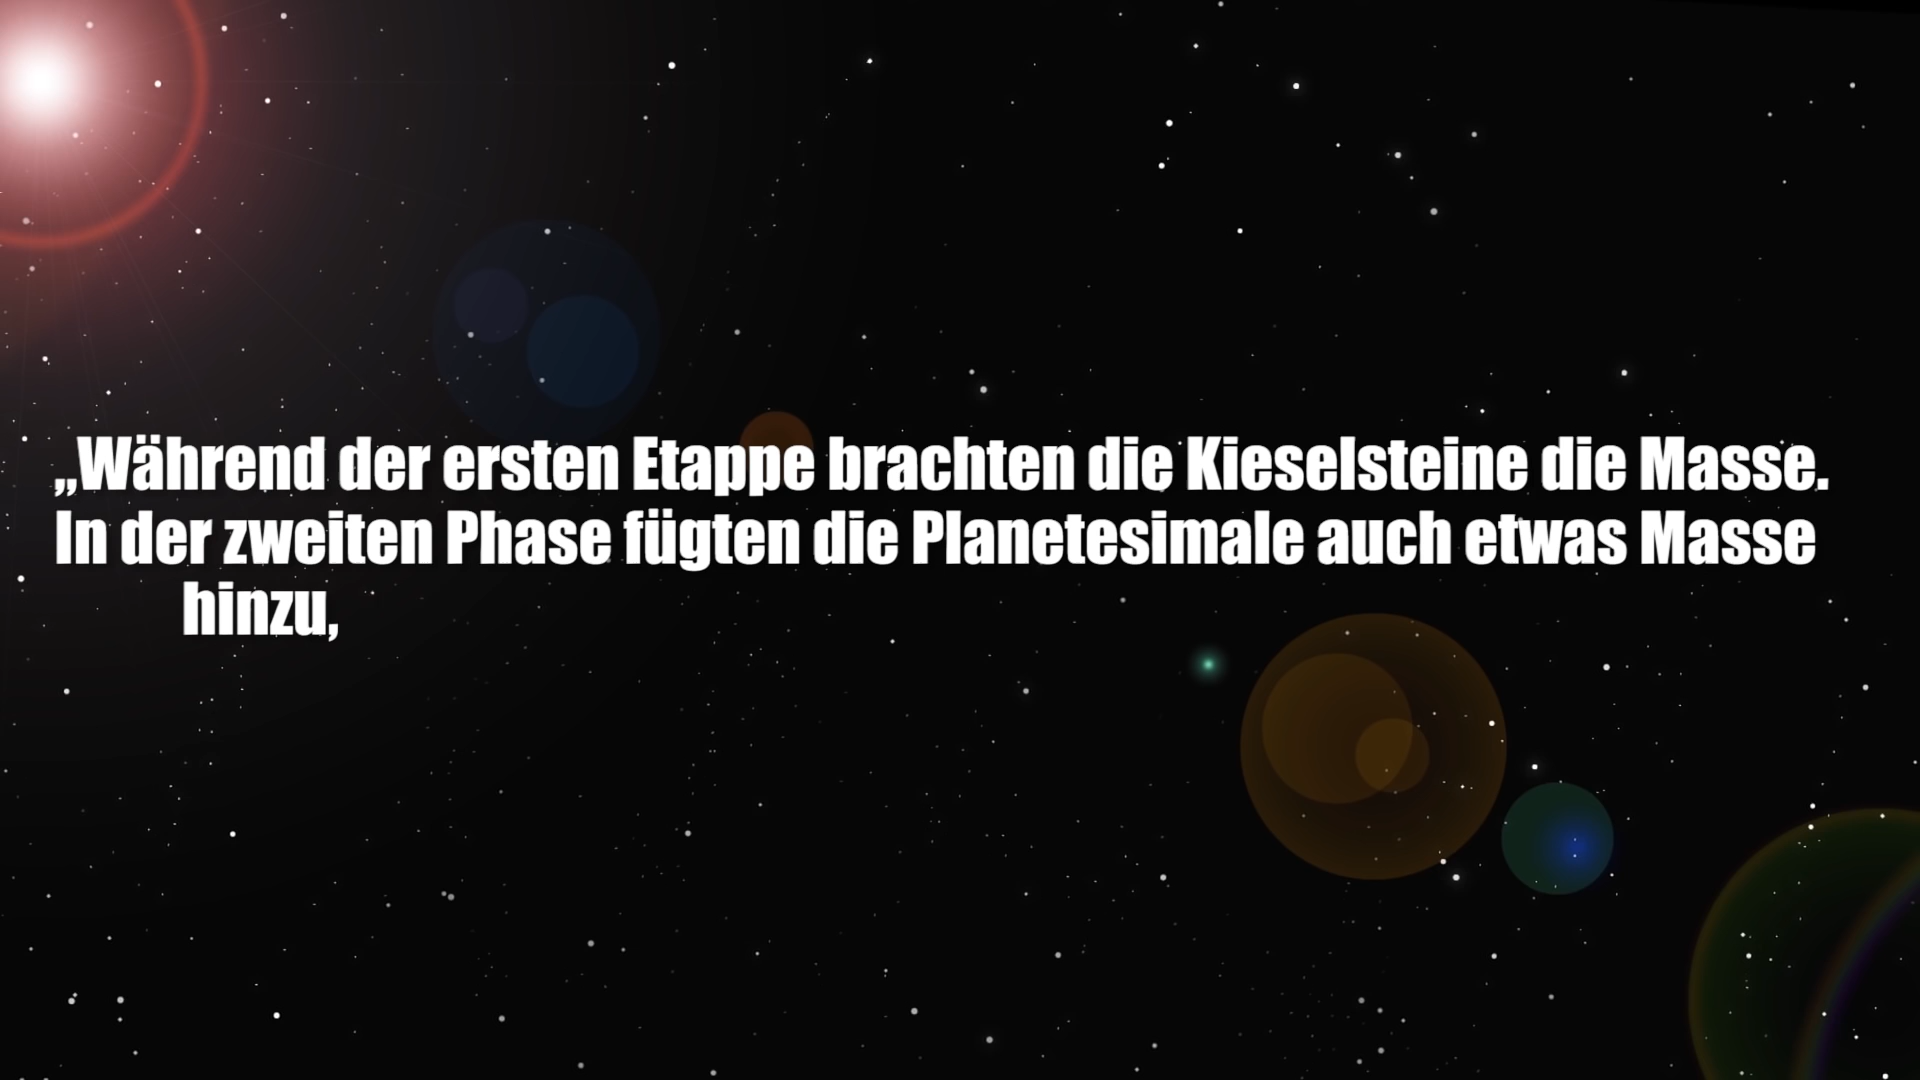 „Während der ersten Etappe brachten die Kieselsteine die Masse.
In der zweiten Phase fügten die Planetesimale auch etwas Masse
hinzu,